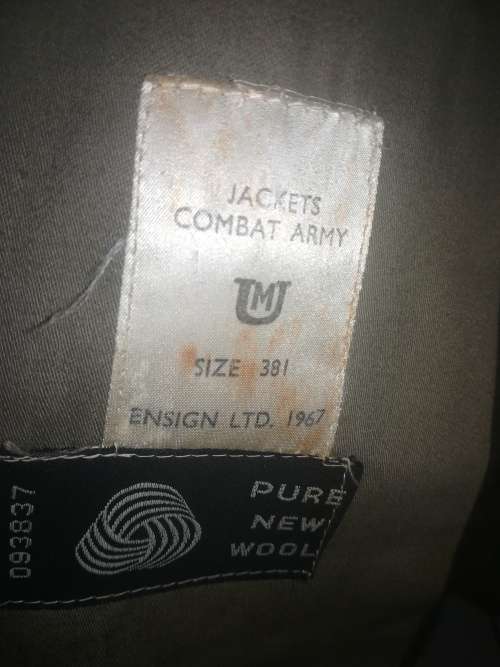 JACKETS
COMBAT ARMY
UMJ
SIZE 381
ENSIGN LTD. 1967
PURE
NEW
WOOL
093837